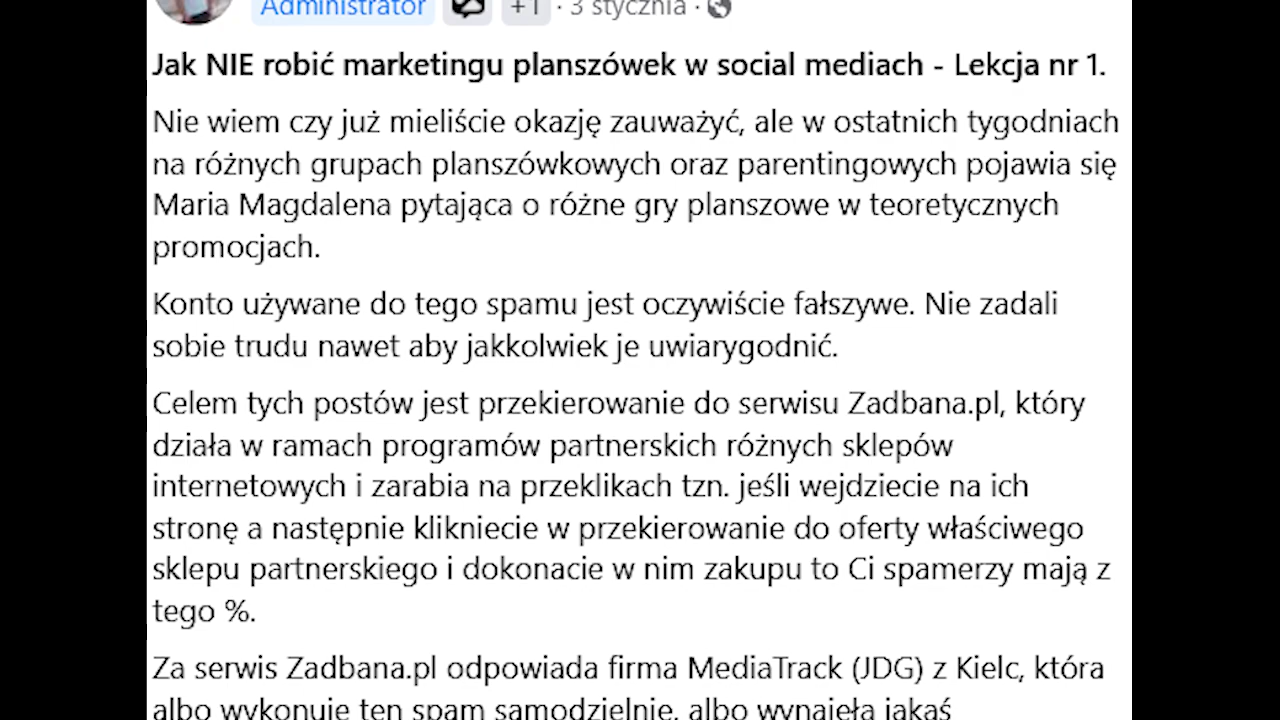 Administrator +1 · 3 stycznia ·
Jak NIE robić marketingu planszówek w social mediach - Lekcja nr 1.
Nie wiem czy już mieliście okazję zauważyć, ale w ostatnich tygodniach
na różnych grupach planszówkowych oraz parentingowych pojawia się
Maria Magdalena pytająca o różne gry planszowe w teoretycznych
promocjach.
Konto używane do tego spamu jest oczywiście fałszywe. Nie zadali
sobie trudu nawet aby jakkolwiek je uwiarygodnić.
Celem tych postów jest przekierowanie do serwisu Zadbana.pl, który
działa w ramach programów partnerskich różnych sklepów
internetowych i zarabia na przeklikach tzn. jeśli wejdziecie na ich
stronę a następnie klikniecie w przekierowanie do oferty właściwego
sklepu partnerskiego i dokonacie w nim zakupu to Ci spamerzy mają z
tego %.
Za serwis Zadbana.pl odpowiada firma MediaTrack (JDG) z Kielc, która
albo wykonuje ten spam samodzielnie, albo wynajęła jakąś